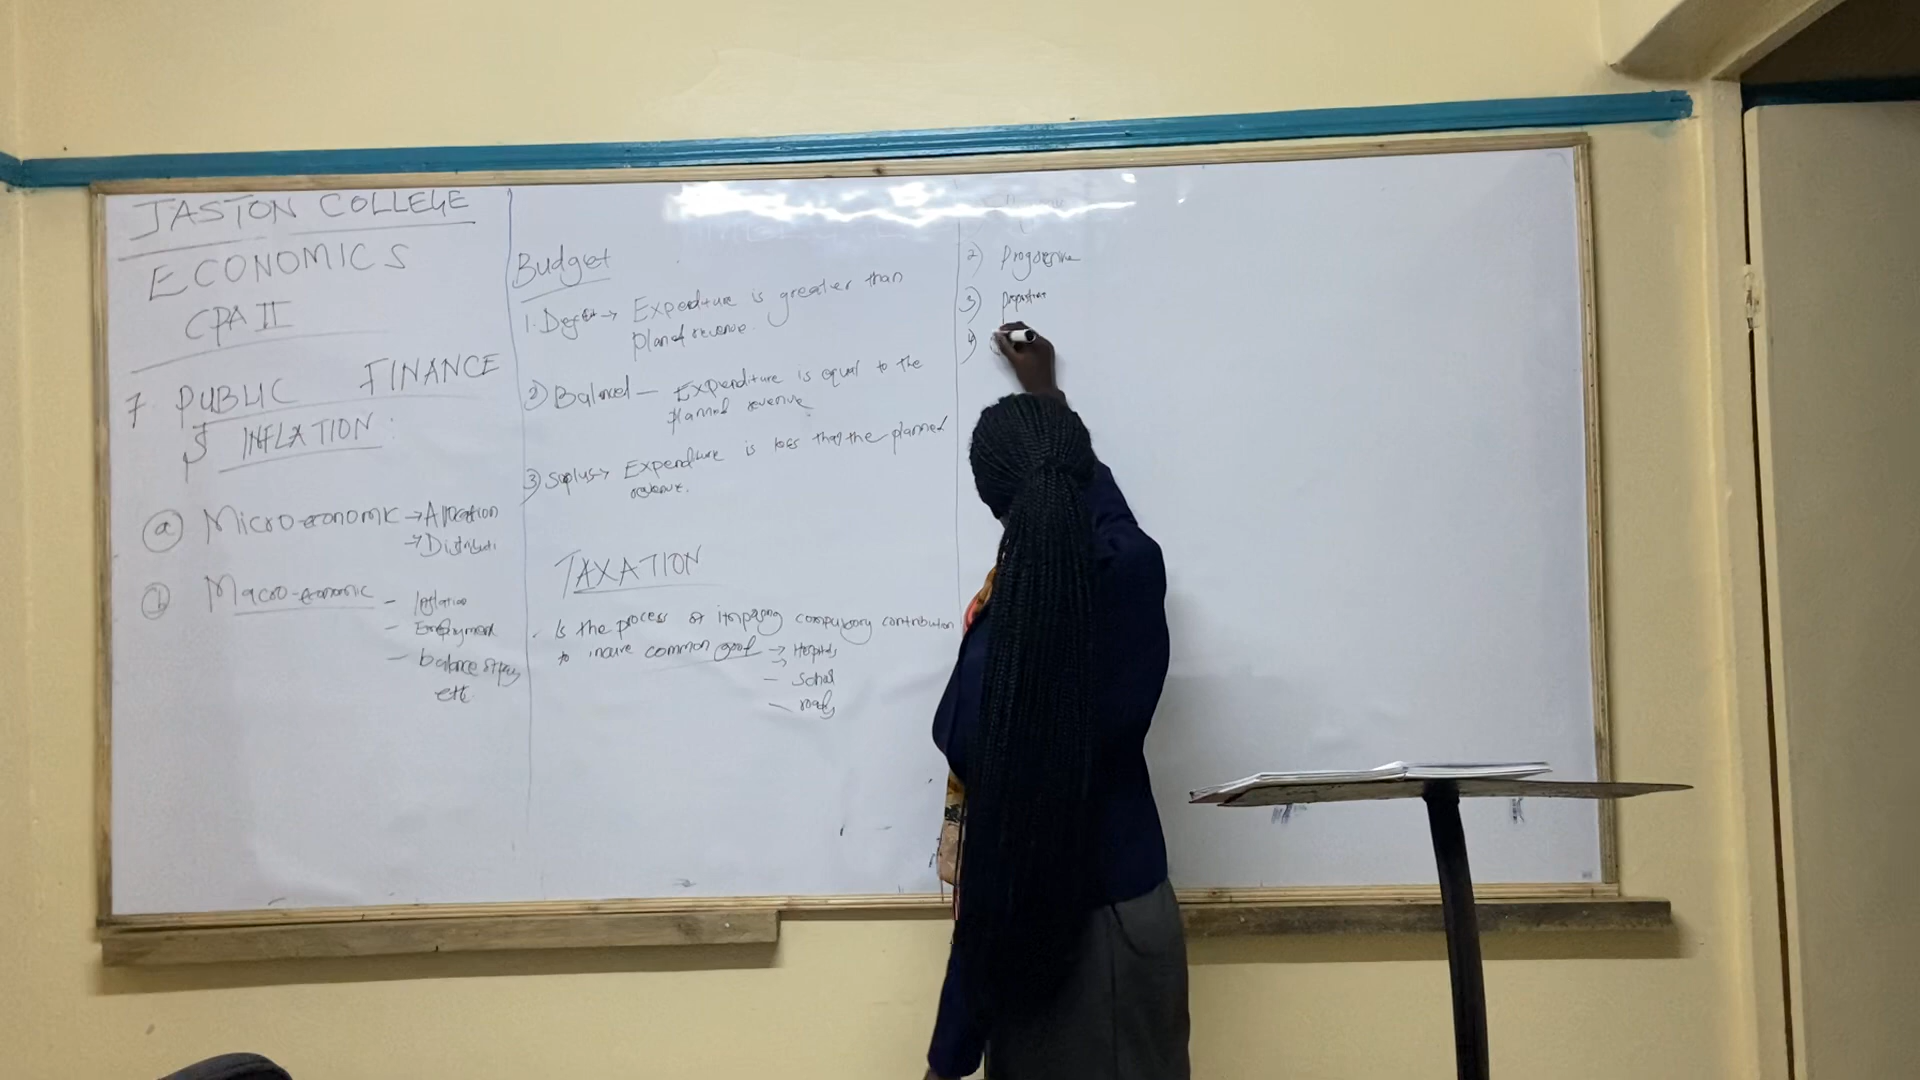 JASTON COLLEGE
ECONOMICS
CPA II
7 PUBLIC FINANCE
& INFLATION
(a) Micro-economic → Allocation
→ Distributi
(b) Macro-economic - Inflation
- Employment
- balance of pay
etc
Budget
1. Deficit → Expenditure is greater than
planed revenue.
2) Balanced - Expenditure is equal to the
planned revenue.
3) Surplus → Expenditure is less than the planned
revenue.
TAXATION
Is the process of imposing compulsory contribution
to common good → Hospitals
- School
- roads
2) Progressive
3)
4)